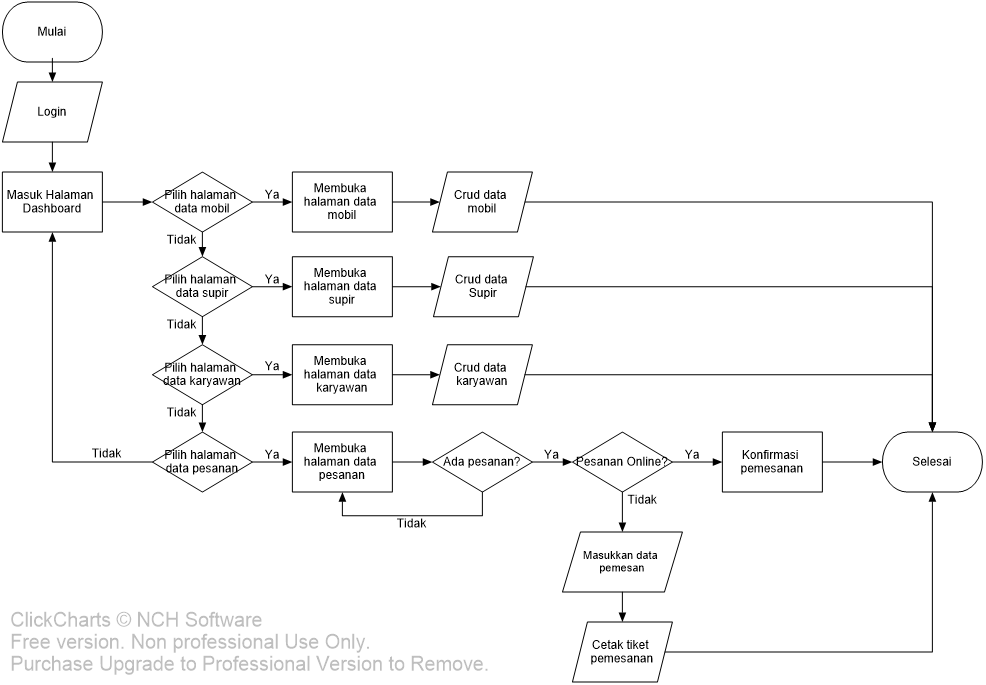 Mulai
Login
Masuk Halaman
Dashboard
Pilih halaman
data mobil
Ya
Membuka
halaman data
mobil
Crud data
mobil
Tidak
Pilih halaman
data supir
Ya
Membuka
halaman data
supir
Crud data
Supir
Tidak
Pilih halaman
data karyawan
Ya
Membuka
halaman data
karyawan
Crud data
karyawan
Tidak
Tidak
Pilih halaman
data pesanan
Ya
Membuka
halaman data
pesanan
Ada pesanan?
Ya
Pesanan Online?
Ya
Konfirmasi
pemesanan
Selesai
Tidak
Tidak
Masukkan data
pemesan
Cetak tiket
pemesanan
ClickCharts © NCH Software
Free version. Non professional Use Only.
Purchase Upgrade to Professional Version to Remove.